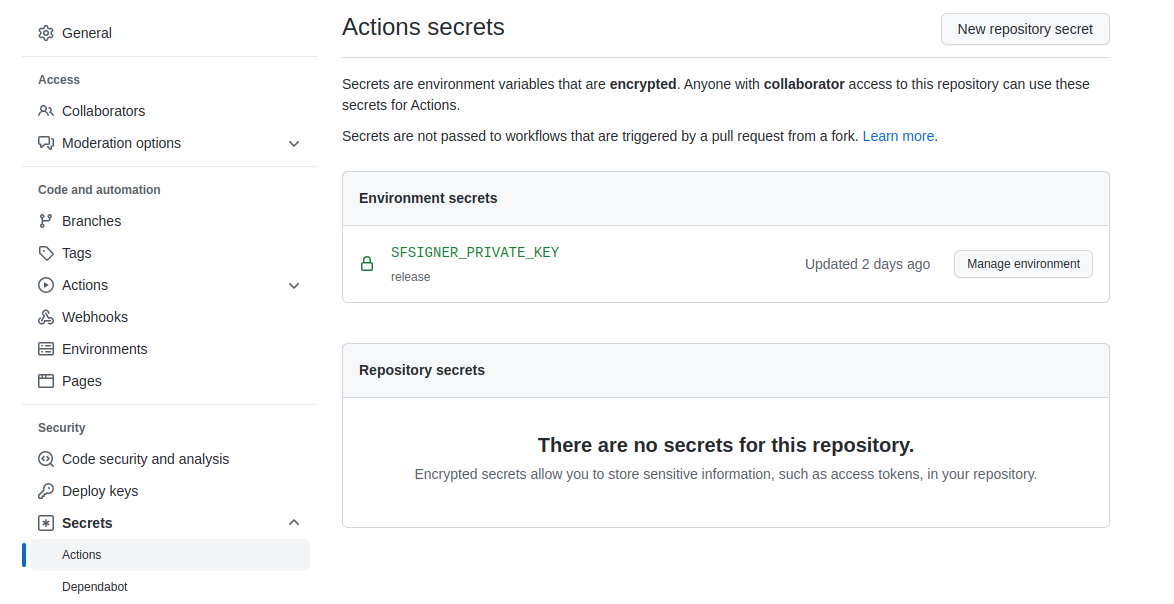 General
Access
Collaborators
Moderation options
Code and automation
Branches
Tags
Actions
Webhooks
Environments
Pages
Security
Code security and analysis
Deploy keys
Secrets
Actions
Dependabot
Actions secrets
New repository secret
Secrets are environment variables that are encrypted. Anyone with collaborator access to this repository can use these
secrets for Actions.
Secrets are not passed to workflows that are triggered by a pull request from a fork. Learn more.
Environment secrets
SFSIGNER_PRIVATE_KEY
release
Updated 2 days ago
Manage environment
Repository secrets
There are no secrets for this repository.
Encrypted secrets allow you to store sensitive information, such as access tokens, in your repository.